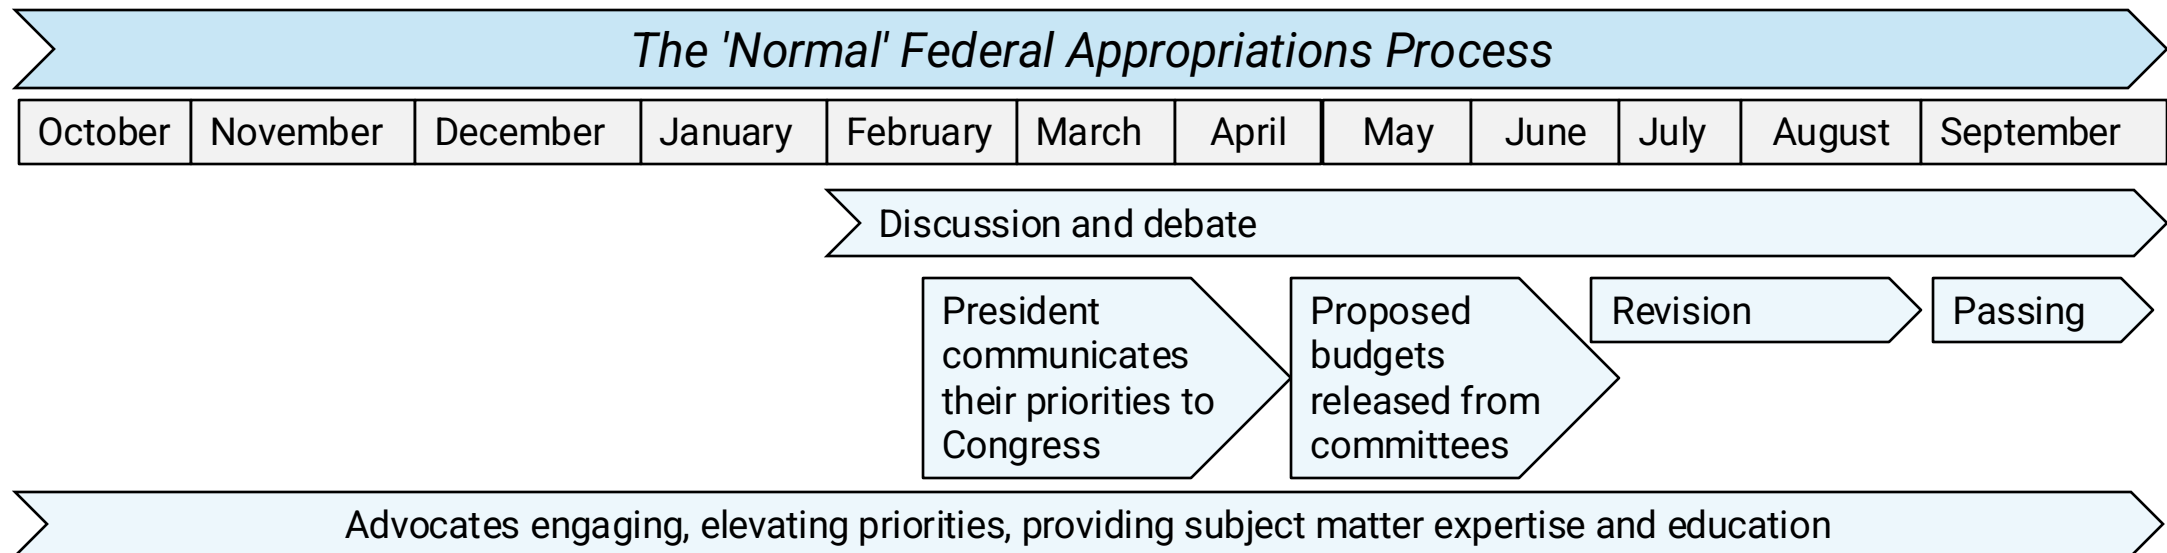 The 'Normal' Federal Appropriations Process
October November December January February March April May June July August September
Discussion and debate
President
communicates
their priorities to
Congress
Proposed
budgets
released from
committees
Revision
Passing
Advocates engaging, elevating priorities, providing subject matter expertise and education